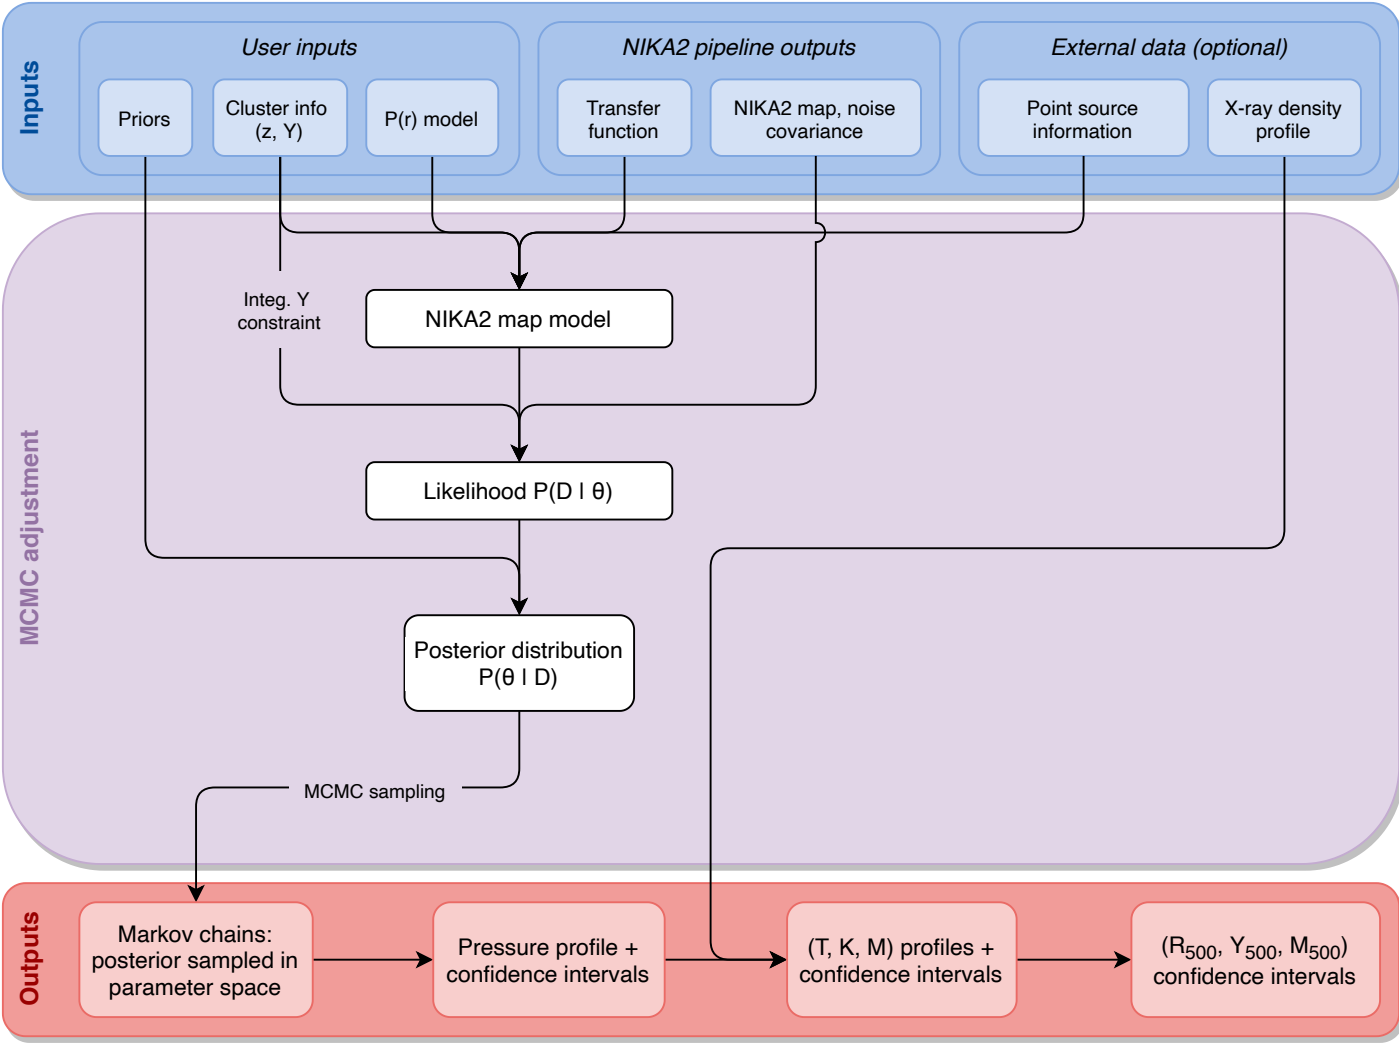 Inputs
User inputs
Priors
Cluster info
(z, Y)
P(r) model
NIKA2 pipeline outputs
Transfer
function
NIKA2 map, noise
covariance
External data (optional)
Point source
information
X-ray density
profile
MCMC adjustment
Integ. Y
constraint
NIKA2 map model
Likelihood P(D | θ)
Posterior distribution
P(θ | D)
MCMC sampling
Outputs
Markov chains:
posterior sampled in
parameter space
Pressure profile +
confidence intervals
(T, K, M) profiles +
confidence intervals
(R500, Y500, M500)
confidence intervals